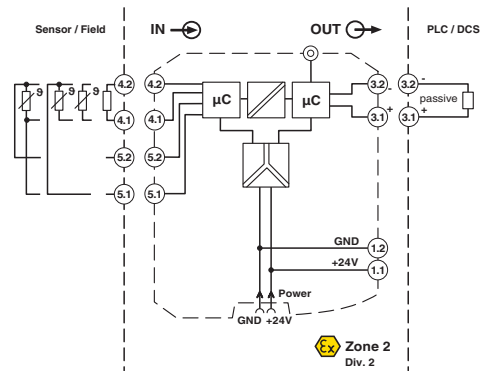 Sensor / Field
IN
OUT
PLC / DCS
ϑ
ϑ
ϑ
4.2
4.2
µC
µC
3.2
-
3.2
-
passive
4.1
4.1
3.1
+
3.1
+
5.2
5.2
5.1
5.1
GND
1.2
+24V
1.1
Power
GND +24V
Ex Zone 2
Div. 2